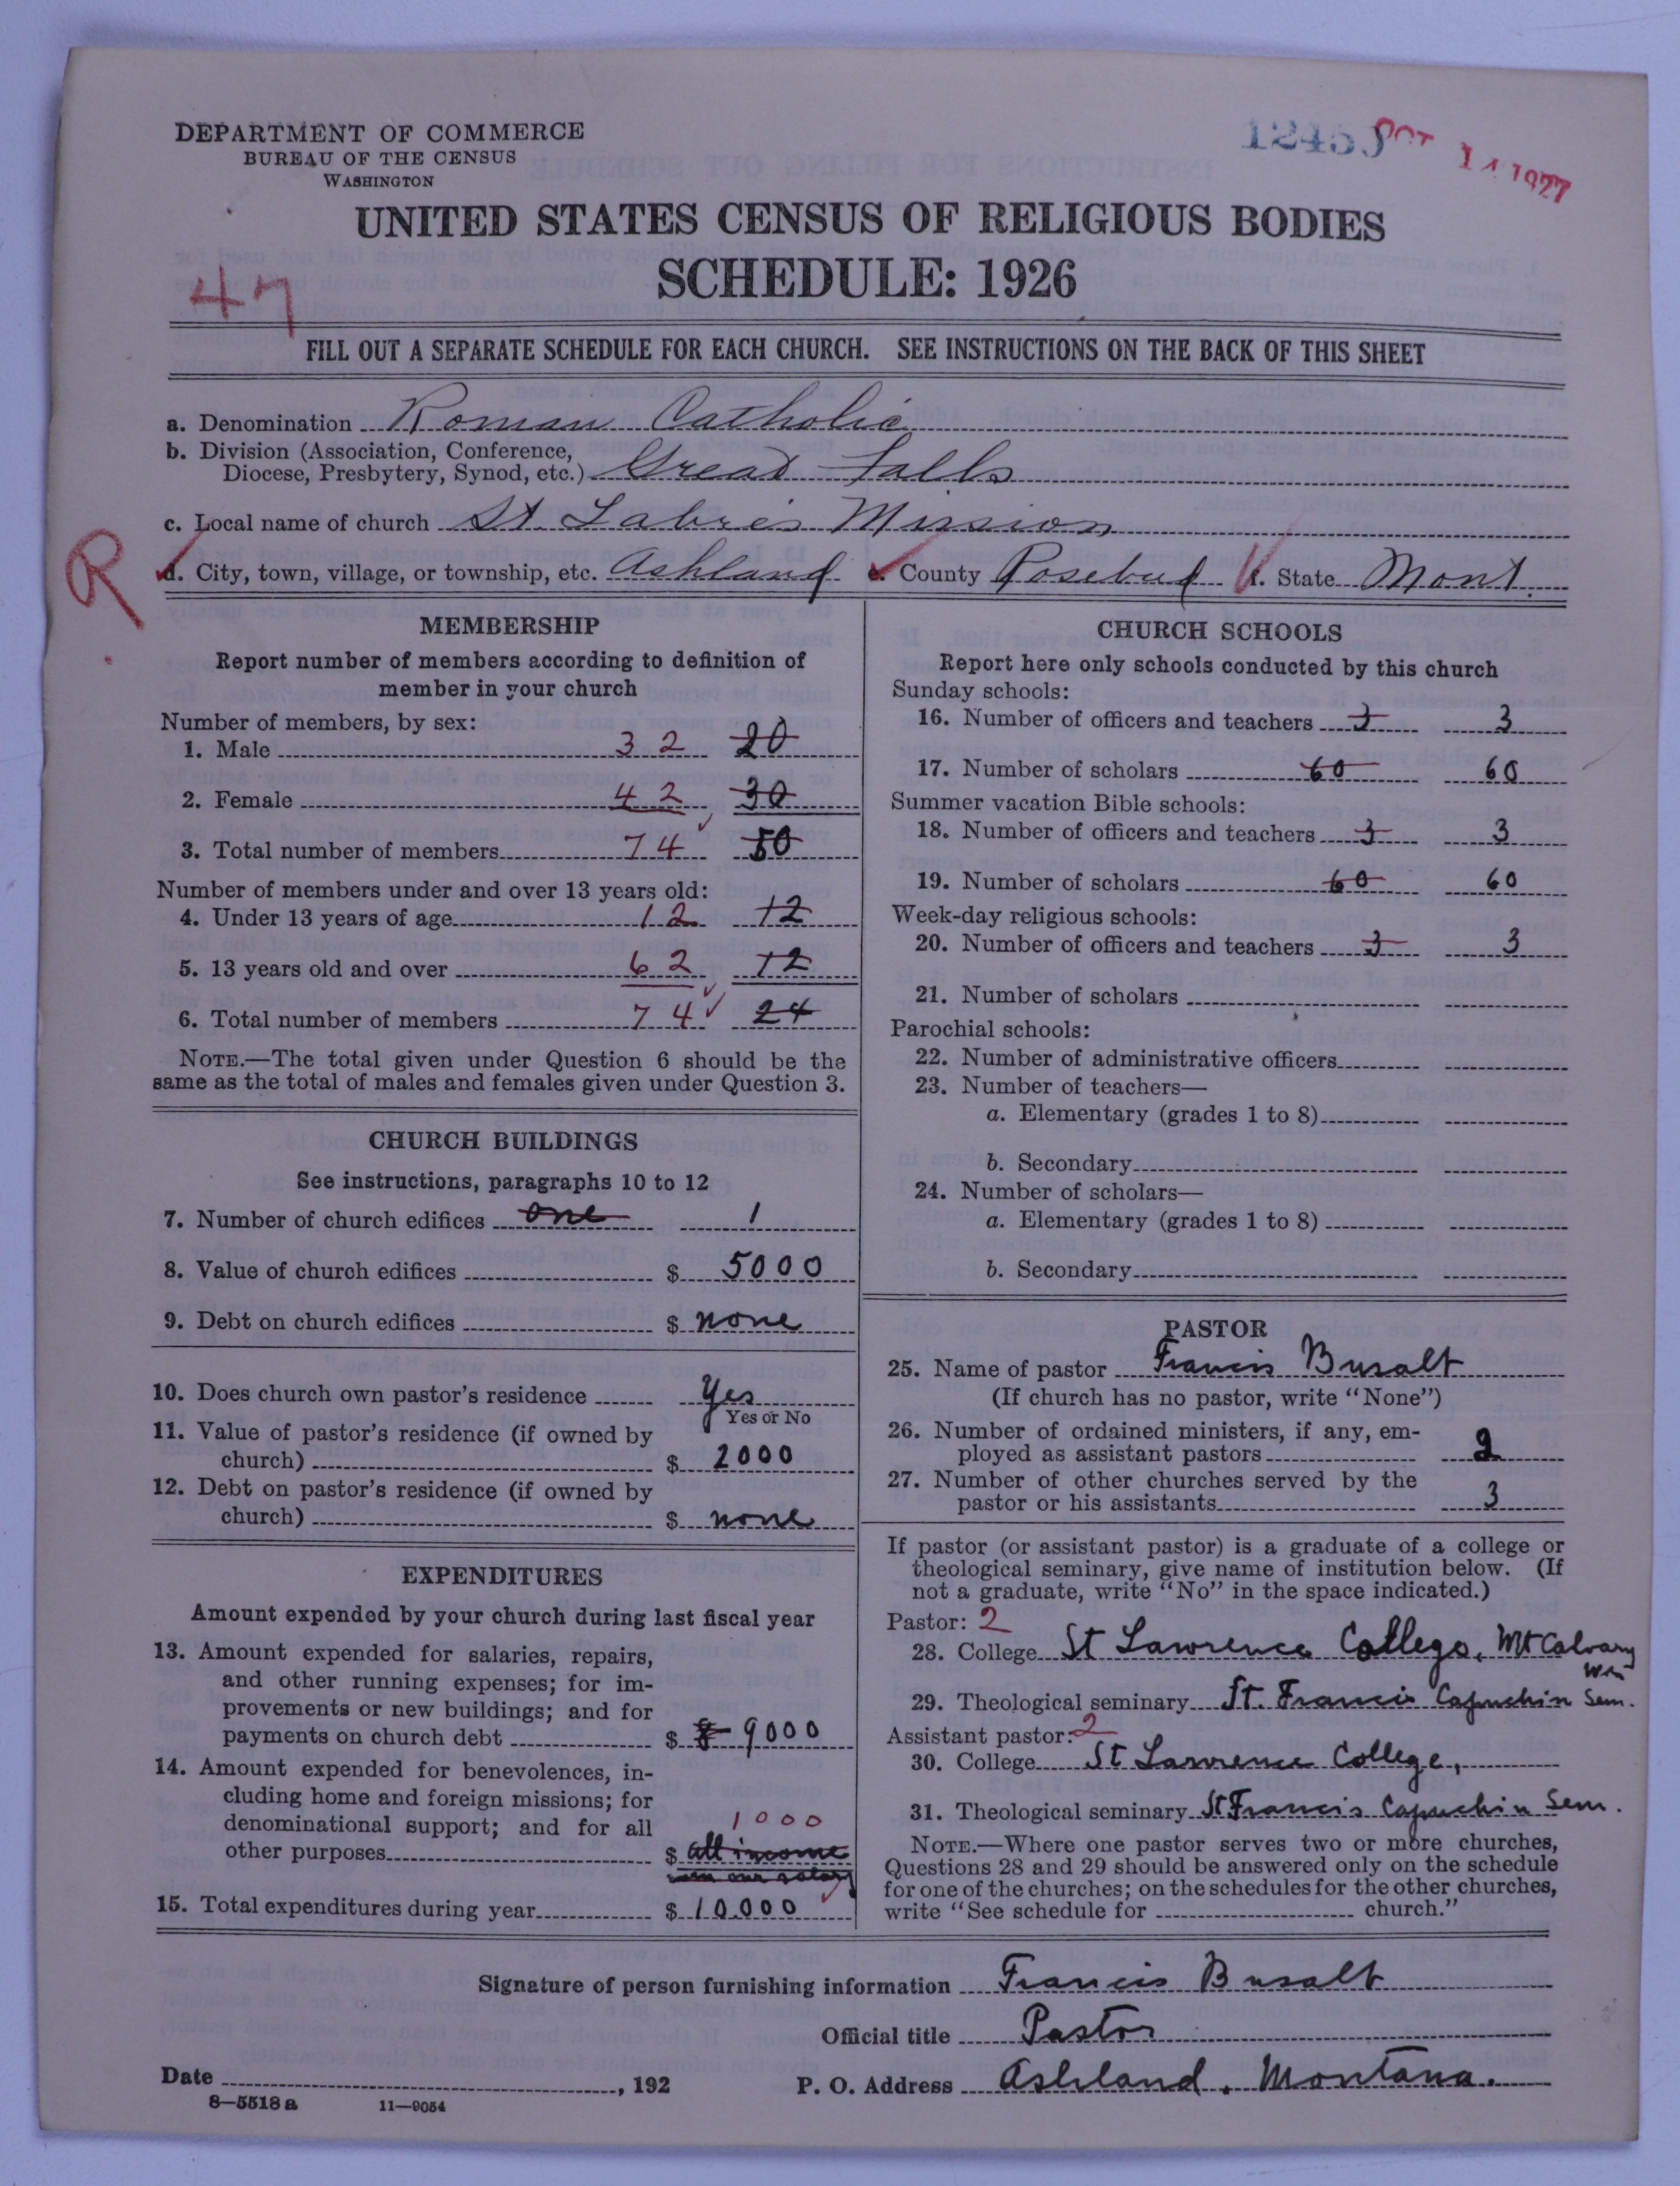 DEPARTMENT OF COMMERCE
BUREAU OF THE CENSUS
WASHINGTON
OCT 14 1927
UNITED STATES CENSUS OF RELIGIOUS BODIES
SCHEDULE: 1926
47
FILL OUT A SEPARATE SCHEDULE FOR EACH CHURCH. SEE INSTRUCTIONS ON THE BACK OF THIS SHEET
a. Denomination Roman Catholic
b. Division (Association, Conference,
Diocese, Presbytery, Synod, etc.) Great Falls
c. Local name of church St. Labre's Mission
R
d. City, town, village, or township, etc. Ashland e. County Rosebud f. State Mont.
MEMBERSHIP
Report number of members according to definition of
member in your church
Number of members, by sex:
1. Male 32 20
2. Female 42 30
3. Total number of members 74 50
Number of members under and over 13 years old:
4. Under 13 years of age 12 12
5. 13 years old and over 62 12
6. Total number of members 74 24
NOTE.—The total given under Question 6 should be the
same as the total of males and females given under Question 3.
CHURCH BUILDINGS
See instructions, paragraphs 10 to 12
7. Number of church edifices one 1
8. Value of church edifices $ 5000
9. Debt on church edifices $ none
10. Does church own pastor's residence Yes
Yes or No
11. Value of pastor's residence (if owned by
church) $ 2000
12. Debt on pastor's residence (if owned by
church) $ none
EXPENDITURES
Amount expended by your church during last fiscal year
13. Amount expended for salaries, repairs,
and other running expenses; for im-
provements or new buildings; and for
payments on church debt $ 9000
14. Amount expended for benevolences, in-
cluding home and foreign missions; for
denominational support; and for all 1000
other purposes $ all income
even our salary
15. Total expenditures during year $ 10.000
CHURCH SCHOOLS
Report here only schools conducted by this church
Sunday schools:
16. Number of officers and teachers 3 3
17. Number of scholars 60 60
Summer vacation Bible schools:
18. Number of officers and teachers 3 3
19. Number of scholars 60 60
Week-day religious schools:
20. Number of officers and teachers 3 3
21. Number of scholars
Parochial schools:
22. Number of administrative officers
23. Number of teachers—
a. Elementary (grades 1 to 8)
b. Secondary
24. Number of scholars—
a. Elementary (grades 1 to 8)
b. Secondary
PASTOR
25. Name of pastor Francis Busalt
(If church has no pastor, write "None")
26. Number of ordained ministers, if any, em-
ployed as assistant pastors 2
27. Number of other churches served by the
pastor or his assistants 3
If pastor (or assistant pastor) is a graduate of a college or
theological seminary, give name of institution below. (If
not a graduate, write "No" in the space indicated.)
Pastor: 2
28. College St Lawrence College, Mt Calvary
Wis
29. Theological seminary St. Francis Capuchin Sem.
Assistant pastor: 2
30. College St Lawrence College,
31. Theological seminary St Francis Capuchin Sem.
NOTE.—Where one pastor serves two or more churches,
Questions 28 and 29 should be answered only on the schedule
for one of the churches; on the schedules for the other churches,
write "See schedule for church."
Signature of person furnishing information Francis Busalt
Official title Pastor
Date , 192 P. O. Address Ashland, Montana.
8—5518 a 11—9054